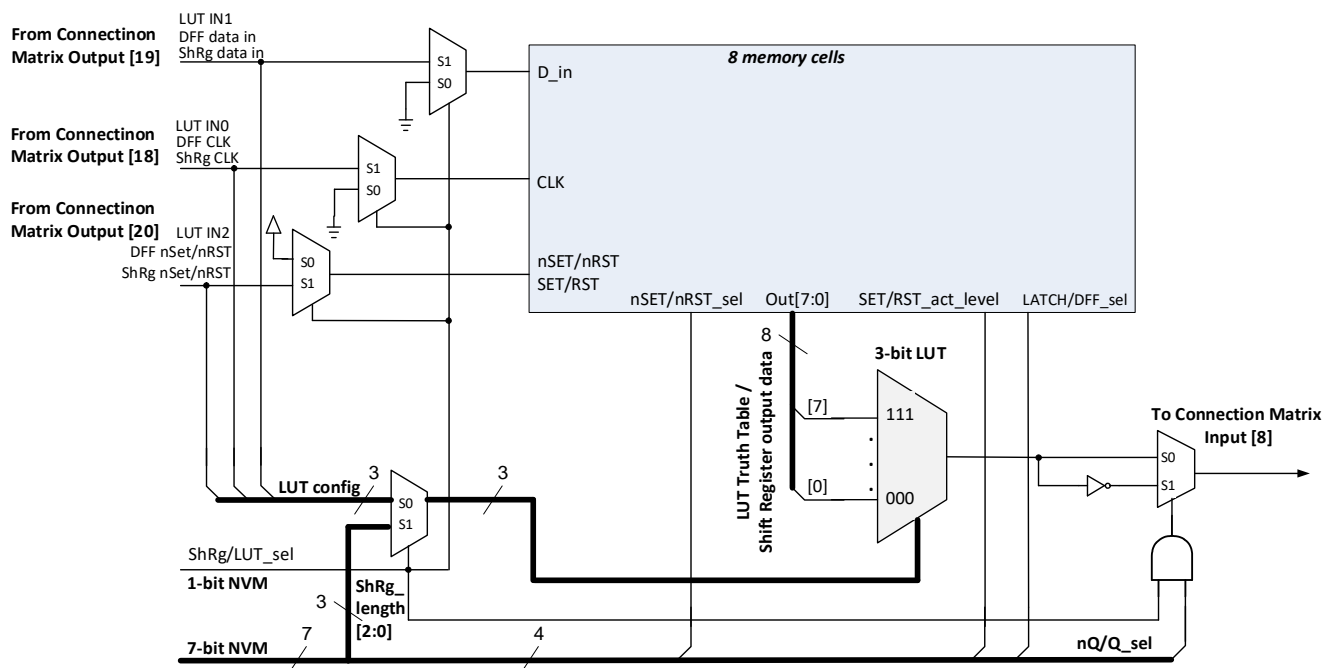 From Connectinon
Matrix Output [19]
LUT IN1
DFF data in
ShRg data in
S1
S0
8 memory cells
D_in
From Connectinon
Matrix Output [18]
LUT IN0
DFF CLK
ShRg CLK
S1
S0
CLK
From Connectinon
Matrix Output [20]
LUT IN2
DFF nSet/nRST
ShRg nSet/nRST
S0
S1
nSET/nRST
SET/RST
nSET/nRST_sel
Out[7:0]
SET/RST_act_level
LATCH/DFF_sel
8
3-bit LUT
LUT Truth Table /
Shift Register output data
[7]
111
[0]
000
To Connection Matrix
Input [8]
S0
S1
LUT config
3
S0
S1
3
ShRg/LUT_sel
1-bit NVM
ShRg_
length
[2:0]
3
7-bit NVM
7
4
nQ/Q_sel